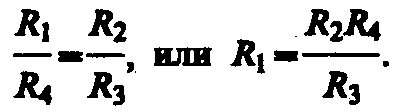 R₁/R₄ = R₂/R₃, или R₁ = R₂R₄/R₃.